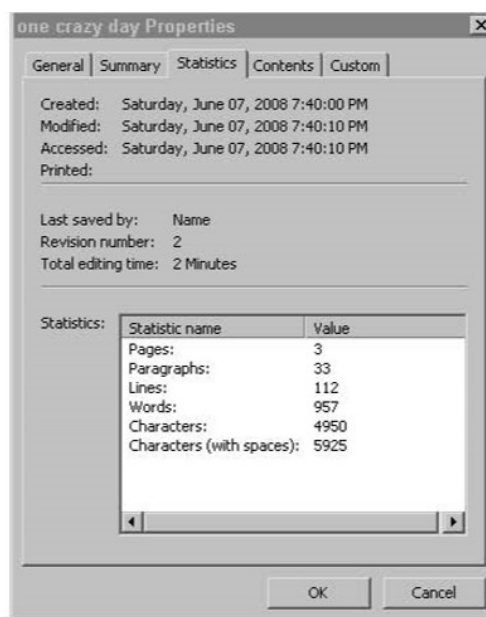 one crazy day Properties
General Summary Statistics Contents Custom
Created: Saturday, June 07, 2008 7:40:00 PM
Modified: Saturday, June 07, 2008 7:40:10 PM
Accessed: Saturday, June 07, 2008 7:40:10 PM
Printed:
Last saved by: Name
Revision number: 2
Total editing time: 2 Minutes
Statistics: Statistic name Value
Pages: 3
Paragraphs: 33
Lines: 112
Words: 957
Characters: 4950
Characters (with spaces): 5925
OK Cancel